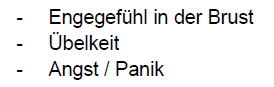 - Engegefühl in der Brust
- Übelkeit
- Angst / Panik